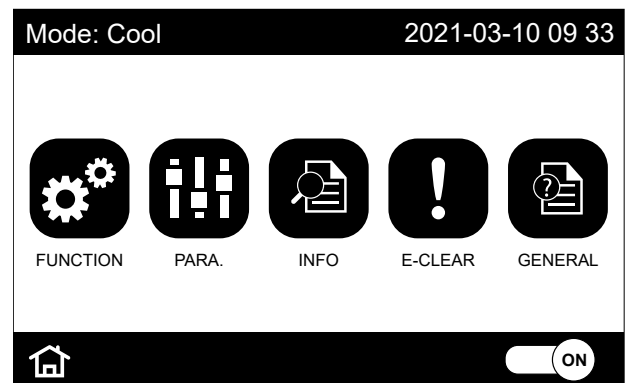 Mode: Cool 2021-03-10 09 33
?
!
FUNCTION PARA. INFO E-CLEAR GENERAL
ON